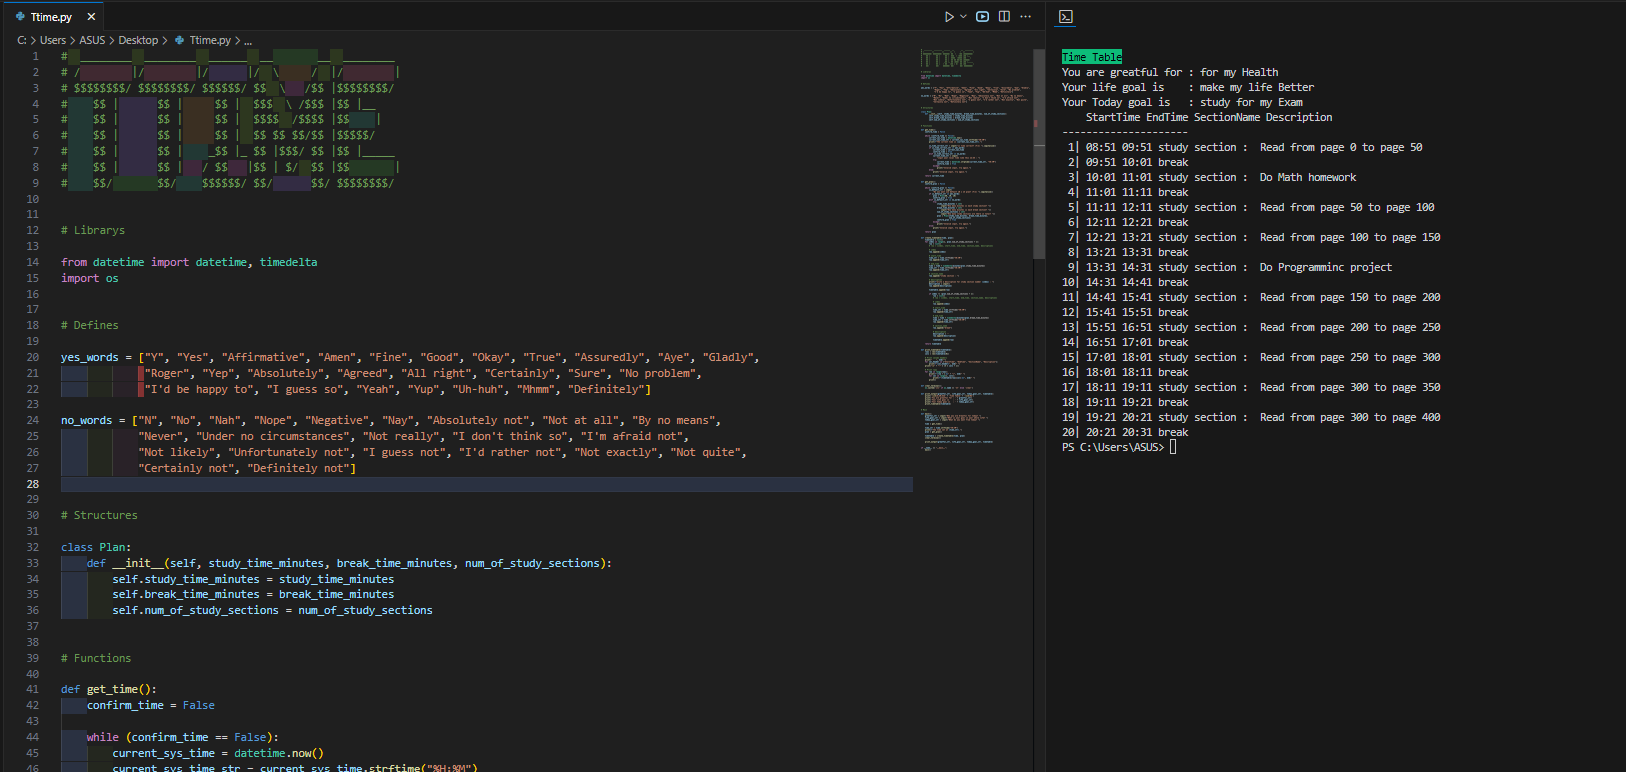 Ttime.py
C: > Users > ASUS > Desktop > Ttime.py > ...
1 # ________ ________ ______ __ __ ________
2 # /        |/        |/      |/  \     /  |/        |
3 # $$$$$$$$/ $$$$$$$$/ $$$$$$/ $$  \   /$$ |$$$$$$$$/
4 #    $$ |      $$ |     $$ |  $$$  \ /$$$ |$$ |__
5 #    $$ |      $$ |     $$ |  $$$$  /$$$$ |$$    |
6 #    $$ |      $$ |     $$ |  $$ $$ $$/$$ |$$$$$/
7 #    $$ |      $$ |    _$$ |_ $$ |$$$/ $$ |$$ |_____
8 #    $$ |      $$ |   / $$   |$$ | $/  $$ |$$       |
9 #    $$/       $$/    $$$$$$/ $$/      $$/ $$$$$$$$/
10
11
12 # Librarys
13
14 from datetime import datetime, timedelta
15 import os
16
17
18 # Defines
19
20 yes_words = ["Y", "Yes", "Affirmative", "Amen", "Fine", "Good", "Okay", "True", "Assuredly", "Aye", "Gladly",
21 "Roger", "Yep", "Absolutely", "Agreed", "All right", "Certainly", "Sure", "No problem",
22 "I'd be happy to", "I guess so", "Yeah", "Yup", "Uh-huh", "Mhmm", "Definitely"]
23
24 no_words = ["N", "No", "Nah", "Nope", "Negative", "Nay", "Absolutely not", "Not at all", "By no means",
25 "Never", "Under no circumstances", "Not really", "I don't think so", "I'm afraid not",
26 "Not likely", "Unfortunately not", "I guess not", "I'd rather not", "Not exactly", "Not quite",
27 "Certainly not", "Definitely not"]
28
29
30 # Structures
31
32 class Plan:
33 def __init__(self, study_time_minutes, break_time_minutes, num_of_study_sections):
34 self.study_time_minutes = study_time_minutes
35 self.break_time_minutes = break_time_minutes
36 self.num_of_study_sections = num_of_study_sections
37
38
39 # Functions
40
41 def get_time():
42 confirm_time = False
43
44 while (confirm_time == False):
45 current_sys_time = datetime.now()
46 current_sys_time_str = current_sys_time.strftime("%H:%M")
Time Table
You are greatful for : for my Health
Your life goal is : make my life Better
Your Today goal is : study for my Exam
StartTime EndTime SectionName Description
---------------------
1| 08:51 09:51 study section : Read from page 0 to page 50
2| 09:51 10:01 break
3| 10:01 11:01 study section : Do Math homework
4| 11:01 11:11 break
5| 11:11 12:11 study section : Read from page 50 to page 100
6| 12:11 12:21 break
7| 12:21 13:21 study section : Read from page 100 to page 150
8| 13:21 13:31 break
9| 13:31 14:31 study section : Do Programminc project
10| 14:31 14:41 break
11| 14:41 15:41 study section : Read from page 150 to page 200
12| 15:41 15:51 break
13| 15:51 16:51 study section : Read from page 200 to page 250
14| 16:51 17:01 break
15| 17:01 18:01 study section : Read from page 250 to page 300
16| 18:01 18:11 break
17| 18:11 19:11 study section : Read from page 300 to page 350
18| 19:11 19:21 break
19| 19:21 20:21 study section : Read from page 300 to page 400
20| 20:21 20:31 break
PS C:\Users\ASUS>